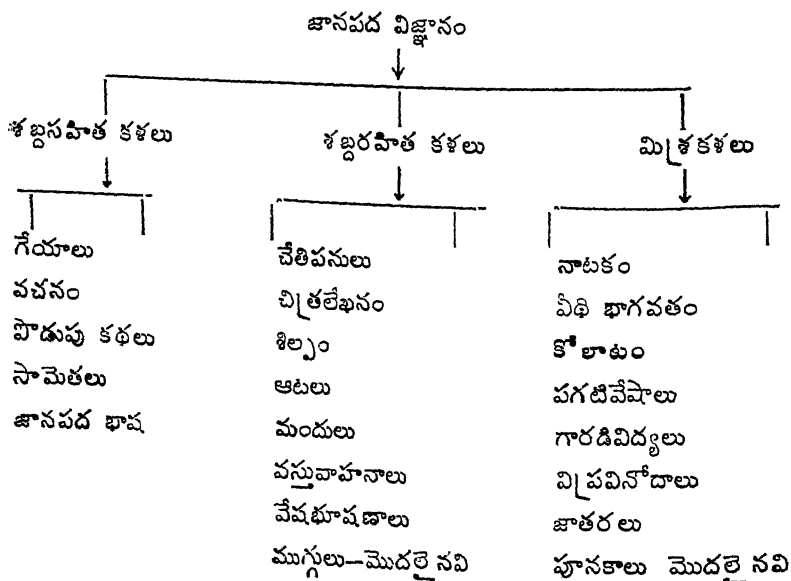 జానపద విజ్ఞానం
శబ్దసహిత కళలు
శబ్దరహిత కళలు
మిశ్రకళలు
గేయాలు
వచనం
పొడుపు కథలు
సామెతలు
జానపద భాష
చేతిపనులు
చిత్రలేఖనం
శిల్పం
ఆటలు
మందులు
వస్తువాహనాలు
వేషభూషణాలు
ముగ్గులు–మొదలైనవి
నాటకం
వీథి భాగవతం
కోలాటం
పగటివేషాలు
గారడివిద్యలు
విప్రవినోదాలు
జాతరలు
పూనకాలు మొదలైనవి